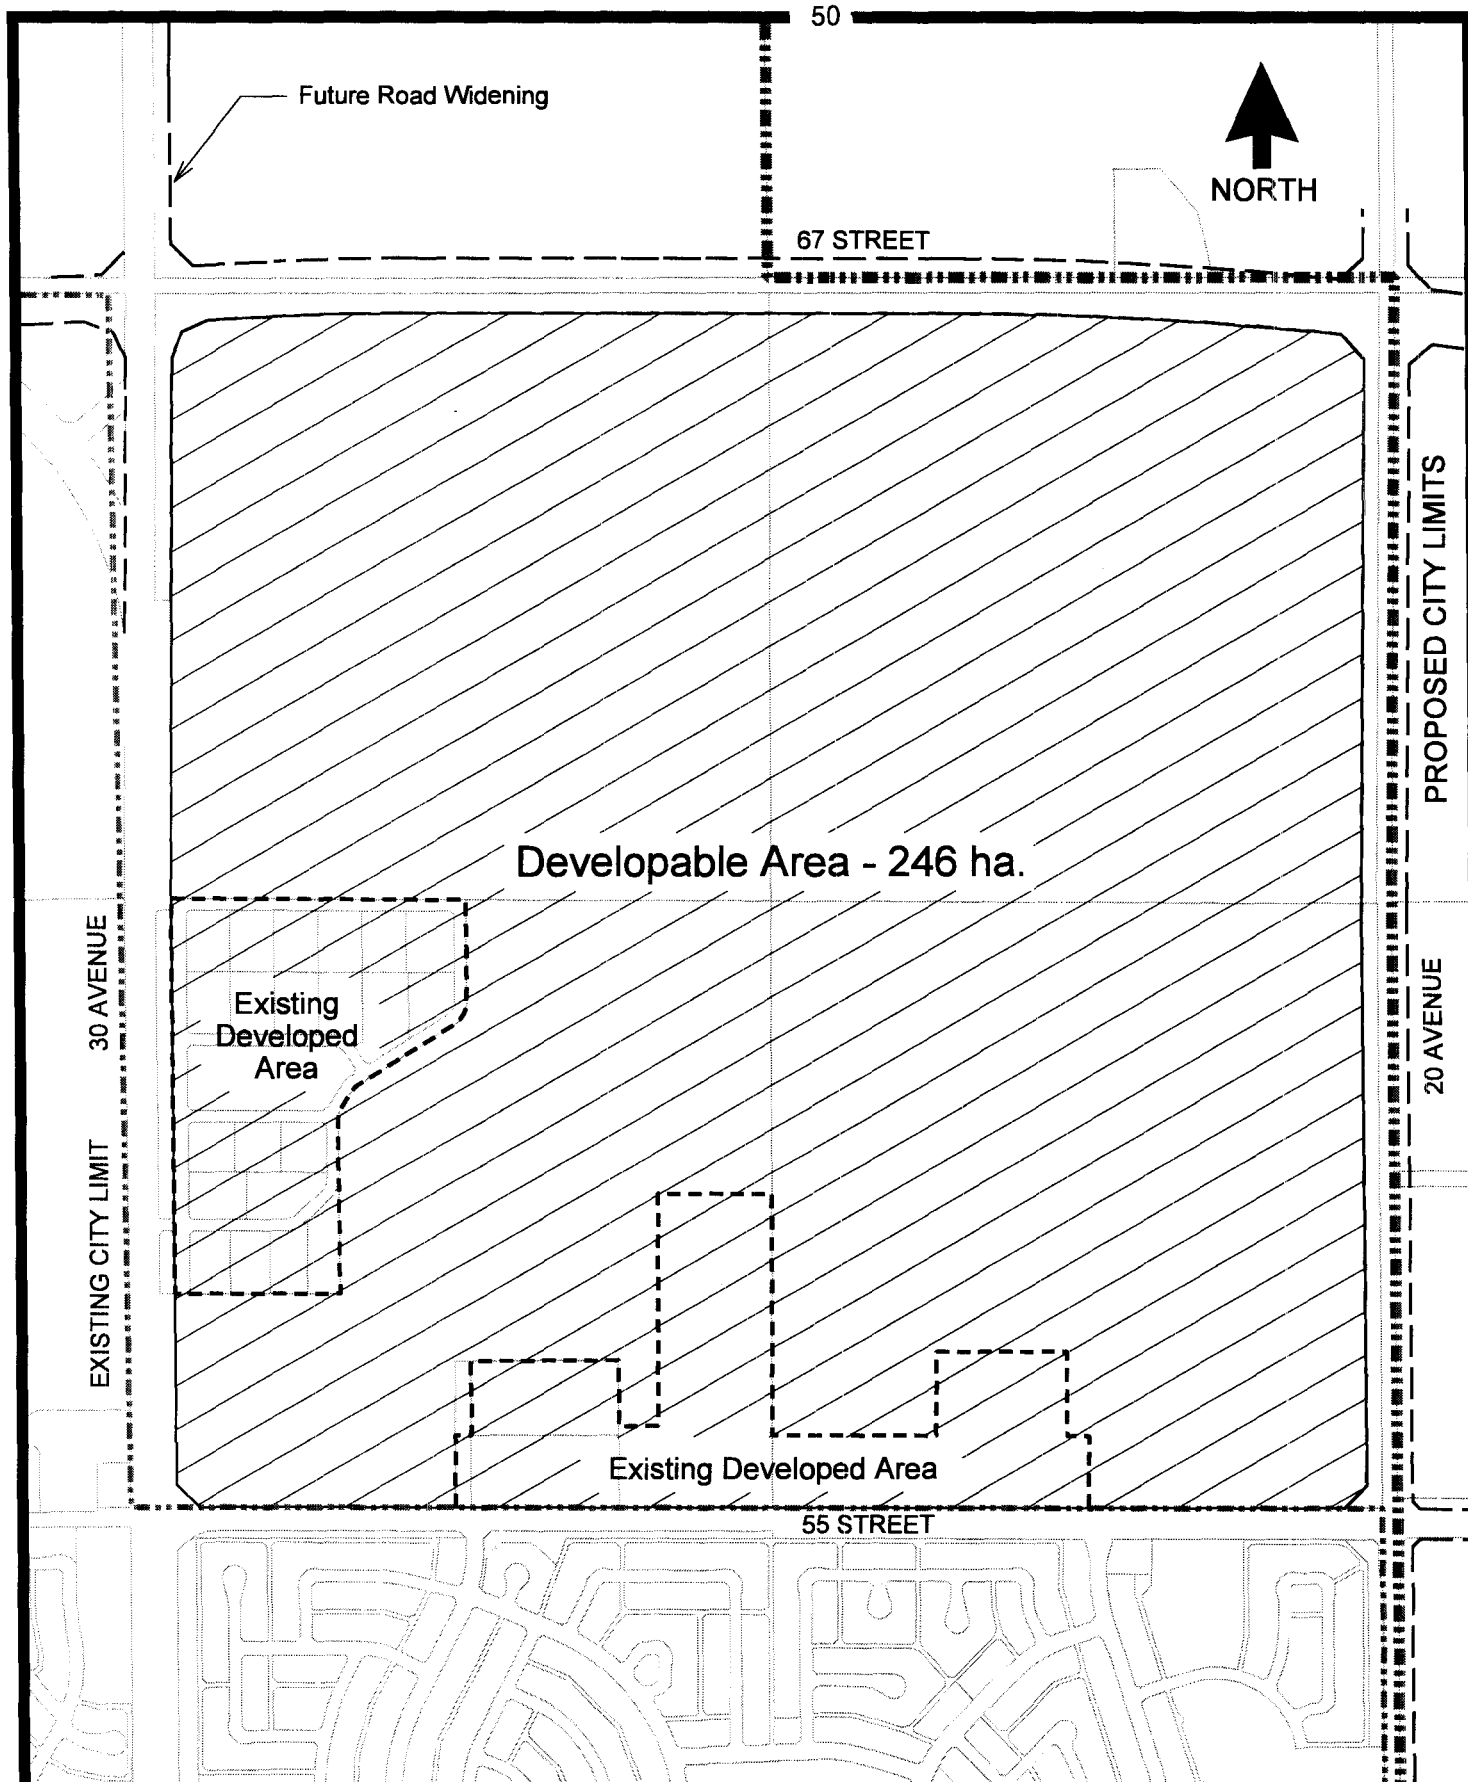 50
Future Road Widening
NORTH
67 STREET
PROPOSED CITY LIMITS
Developable Area - 246 ha.
30 AVENUE
20 AVENUE
Existing
Developed
Area
EXISTING CITY LIMIT
Existing Developed Area
55 STREET